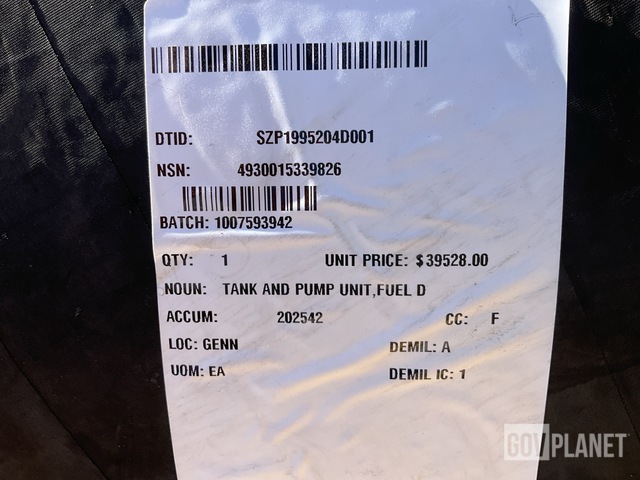 DTID: SZP1995204D001
NSN: 4930015339826
BATCH: 1007593942
QTY: 1 UNIT PRICE: $39528.00
NOUN: TANK AND PUMP UNIT,FUEL D
ACCUM: 202542 CC: F
LOC: GENN DEMIL: A
UOM: EA DEMIL IC: 1
GOVPLANET